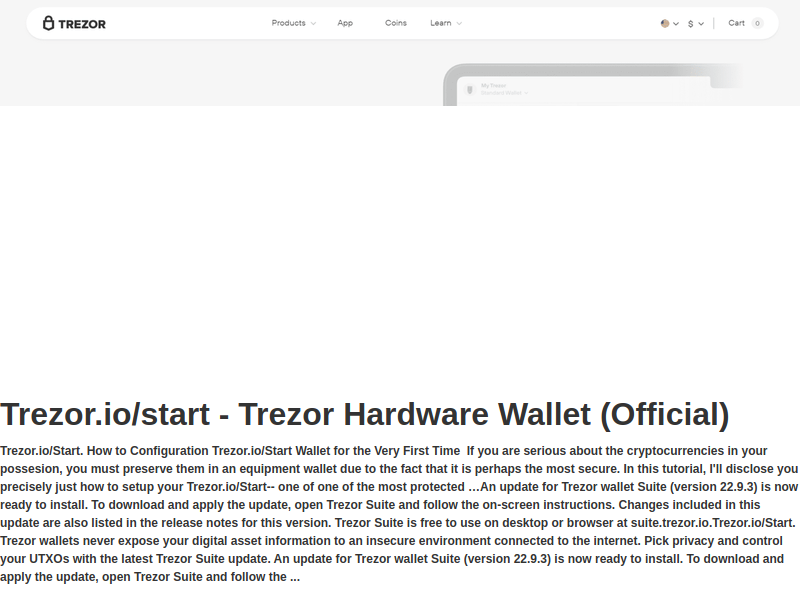 TREZOR Products App Coins Learn $ Cart 0
My Trezor
Trezor.io/start - Trezor Hardware Wallet (Official)
Trezor.io/Start. How to Configuration Trezor.io/Start Wallet for the Very First Time If you are serious about the cryptocurrencies in your
possesion, you must preserve them in an equipment wallet due to the fact that it is perhaps the most secure. In this tutorial, I'll disclose you
precisely just how to setup your Trezor.io/Start-- one of one of the most protected …An update for Trezor wallet Suite (version 22.9.3) is now
ready to install. To download and apply the update, open Trezor Suite and follow the on-screen instructions. Changes included in this
update are also listed in the release notes for this version. Trezor Suite is free to use on desktop or browser at suite.trezor.io.Trezor.io/Start.
Trezor wallets never expose your digital asset information to an insecure environment connected to the internet. Pick privacy and control
your UTXOs with the latest Trezor Suite update. An update for Trezor wallet Suite (version 22.9.3) is now ready to install. To download and
apply the update, open Trezor Suite and follow the ...